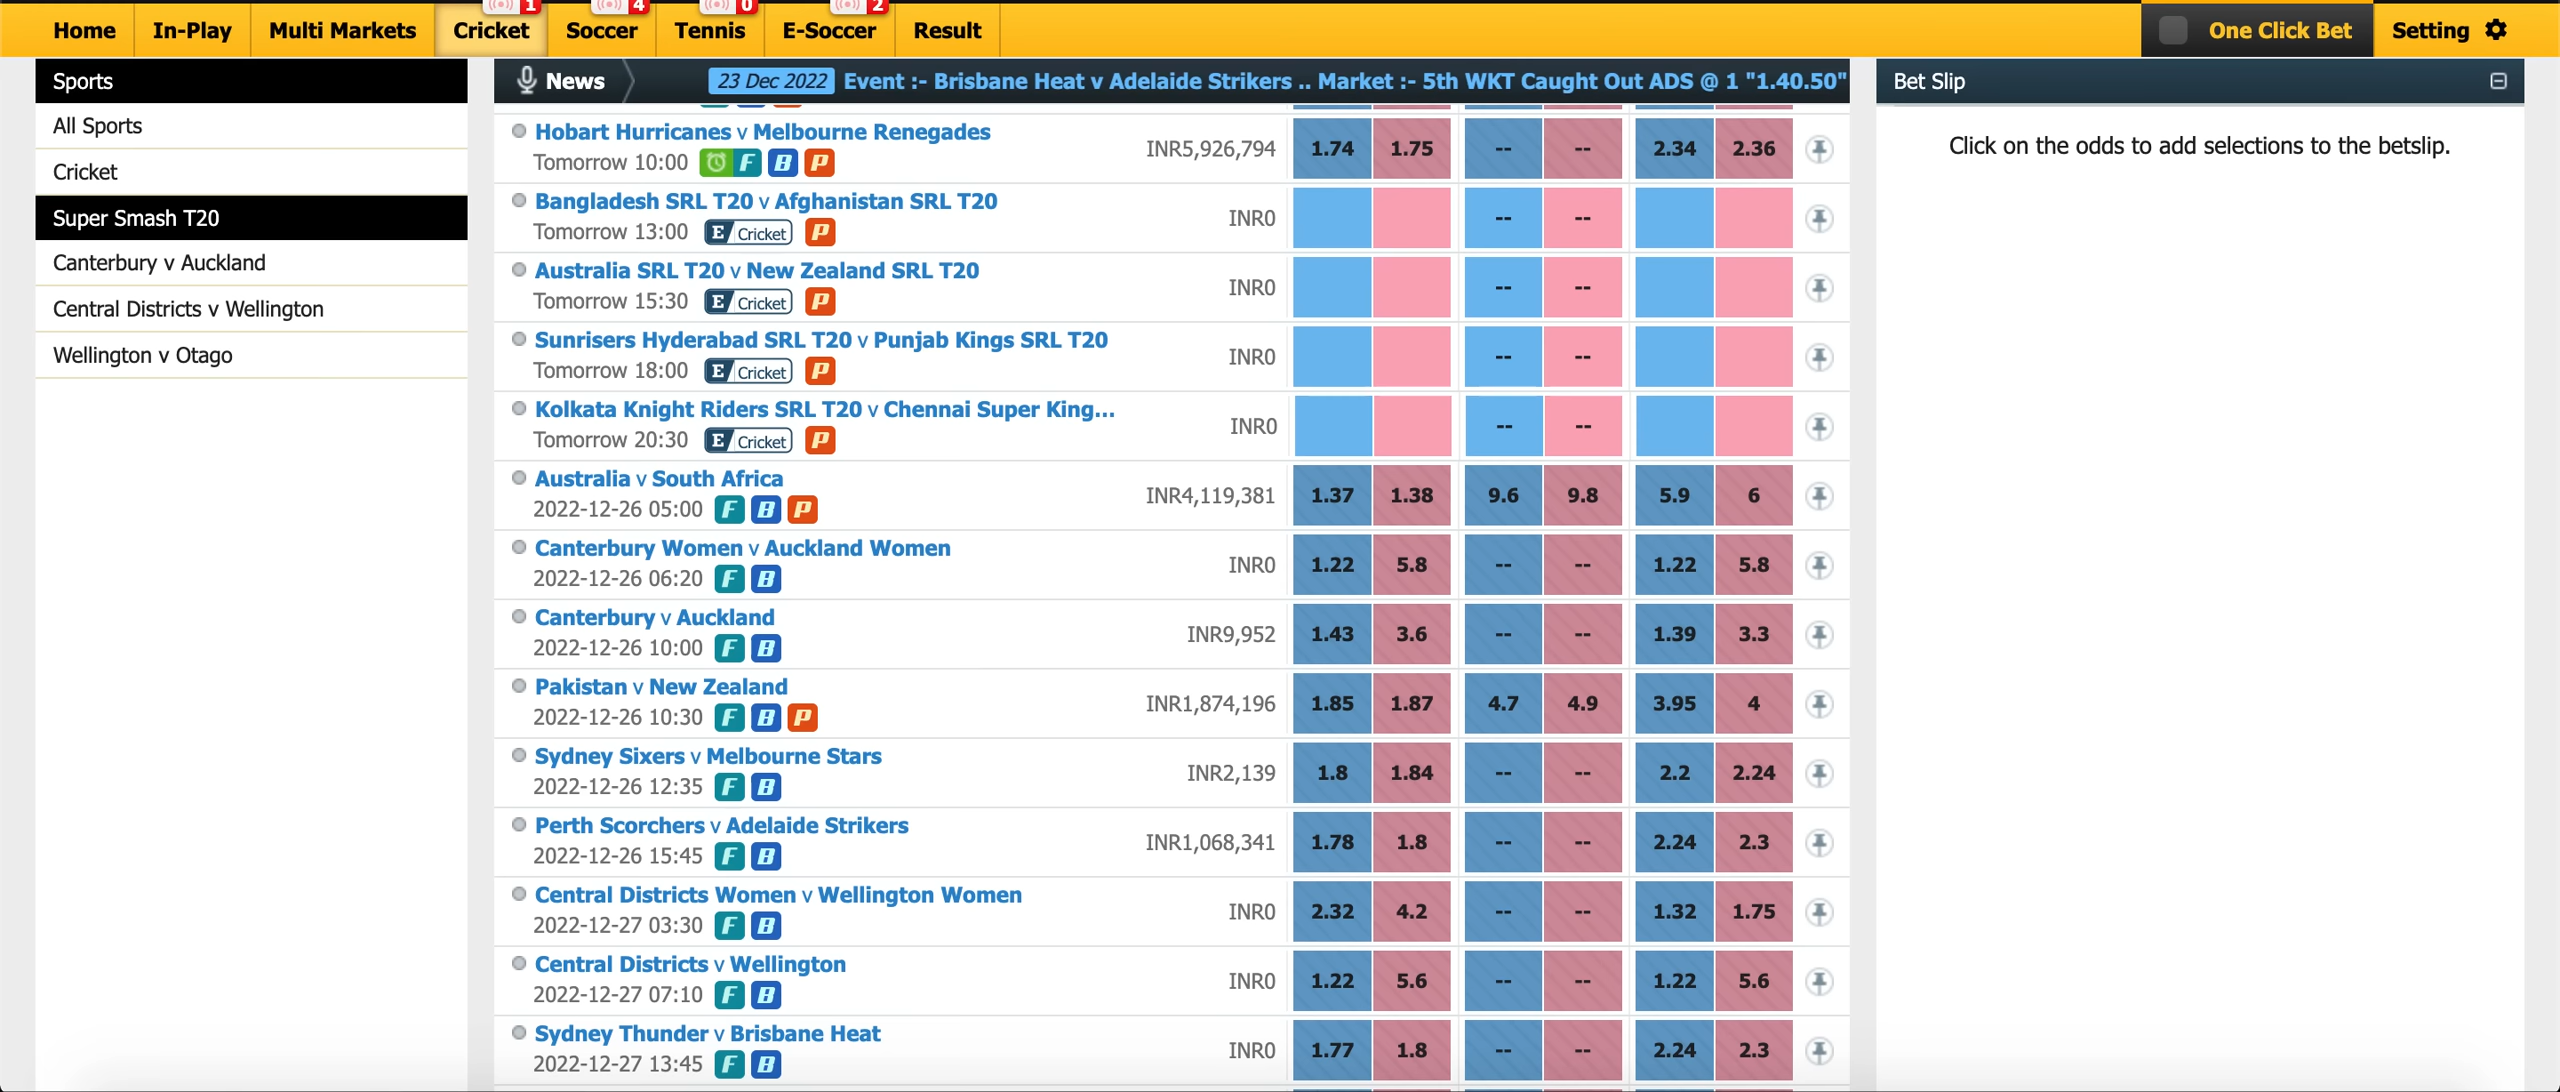 1
4
0
2
Home
In-Play
Multi Markets
Cricket
Soccer
Tennis
E-Soccer
Result
One Click Bet
Setting
Sports
All Sports
Cricket
Super Smash T20
Canterbury v Auckland
Central Districts v Wellington
Wellington v Otago
News
23 Dec 2022 Event :- Brisbane Heat v Adelaide Strikers .. Market :- 5th WKT Caught Out ADS @ 1 "1.40.50"
Hobart Hurricanes v Melbourne Renegades
Tomorrow 10:00 F B P
INR5,926,794 1.74 1.75 -- -- 2.34 2.36
Bangladesh SRL T20 v Afghanistan SRL T20
Tomorrow 13:00 E Cricket P
INR0 -- --
Australia SRL T20 v New Zealand SRL T20
Tomorrow 15:30 E Cricket P
INR0 -- --
Sunrisers Hyderabad SRL T20 v Punjab Kings SRL T20
Tomorrow 18:00 E Cricket P
INR0 -- --
Kolkata Knight Riders SRL T20 v Chennai Super King...
Tomorrow 20:30 E Cricket P
INR0 -- --
Australia v South Africa
2022-12-26 05:00 F B P
INR4,119,381 1.37 1.38 9.6 9.8 5.9 6
Canterbury Women v Auckland Women
2022-12-26 06:20 F B
INR0 1.22 5.8 -- -- 1.22 5.8
Canterbury v Auckland
2022-12-26 10:00 F B
INR9,952 1.43 3.6 -- -- 1.39 3.3
Pakistan v New Zealand
2022-12-26 10:30 F B P
INR1,874,196 1.85 1.87 4.7 4.9 3.95 4
Sydney Sixers v Melbourne Stars
2022-12-26 12:35 F B
INR2,139 1.8 1.84 -- -- 2.2 2.24
Perth Scorchers v Adelaide Strikers
2022-12-26 15:45 F B
INR1,068,341 1.78 1.8 -- -- 2.24 2.3
Central Districts Women v Wellington Women
2022-12-27 03:30 F B
INR0 2.32 4.2 -- -- 1.32 1.75
Central Districts v Wellington
2022-12-27 07:10 F B
INR0 1.22 5.6 -- -- 1.22 5.6
Sydney Thunder v Brisbane Heat
2022-12-27 13:45 F B
INR0 1.77 1.8 -- -- 2.24 2.3
Bet Slip
Click on the odds to add selections to the betslip.